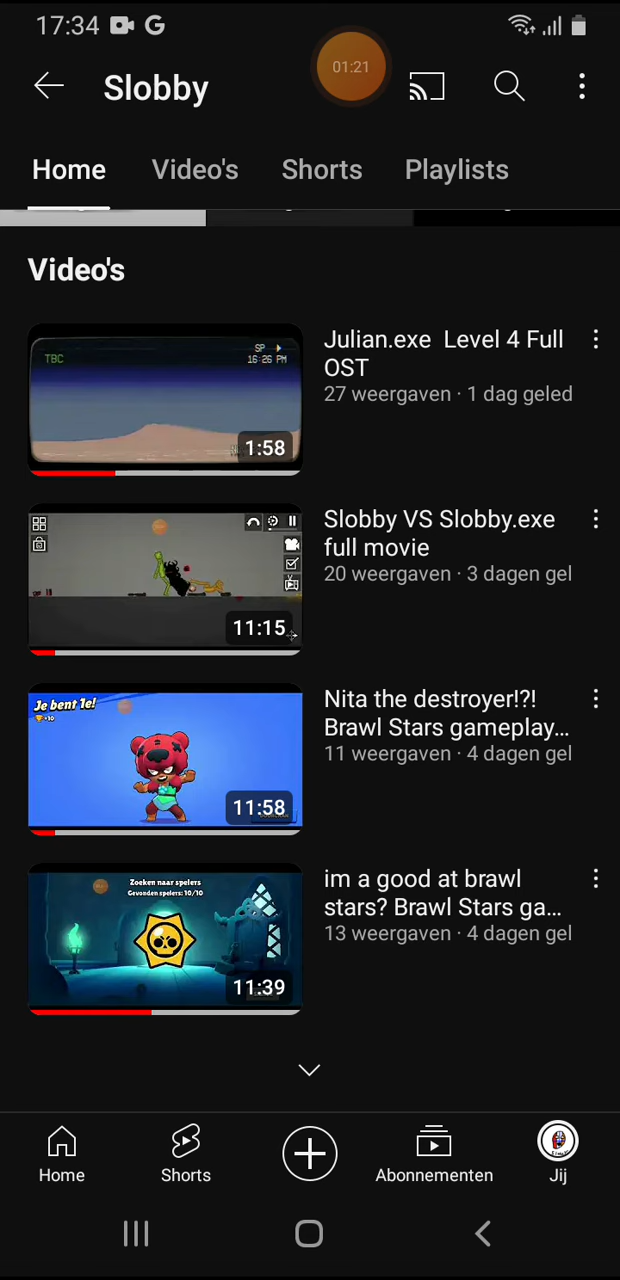 17:34
01:21
Slobby
Home Video's Shorts Playlists
Video's
TBC
SP
16:26 PM
1:58
Julian.exe Level 4 Full
OST
27 weergaven · 1 dag geled
11:15
Slobby VS Slobby.exe
full movie
20 weergaven · 3 dagen gel
Je bent 1e!
+10
11:58
Nita the destroyer!?!
Brawl Stars gameplay...
11 weergaven · 4 dagen gel
Zoeken naar spelers
Gevonden spelers: 10/10
11:39
im a good at brawl
stars? Brawl Stars ga...
13 weergaven · 4 dagen gel
Home Shorts Abonnementen Jij